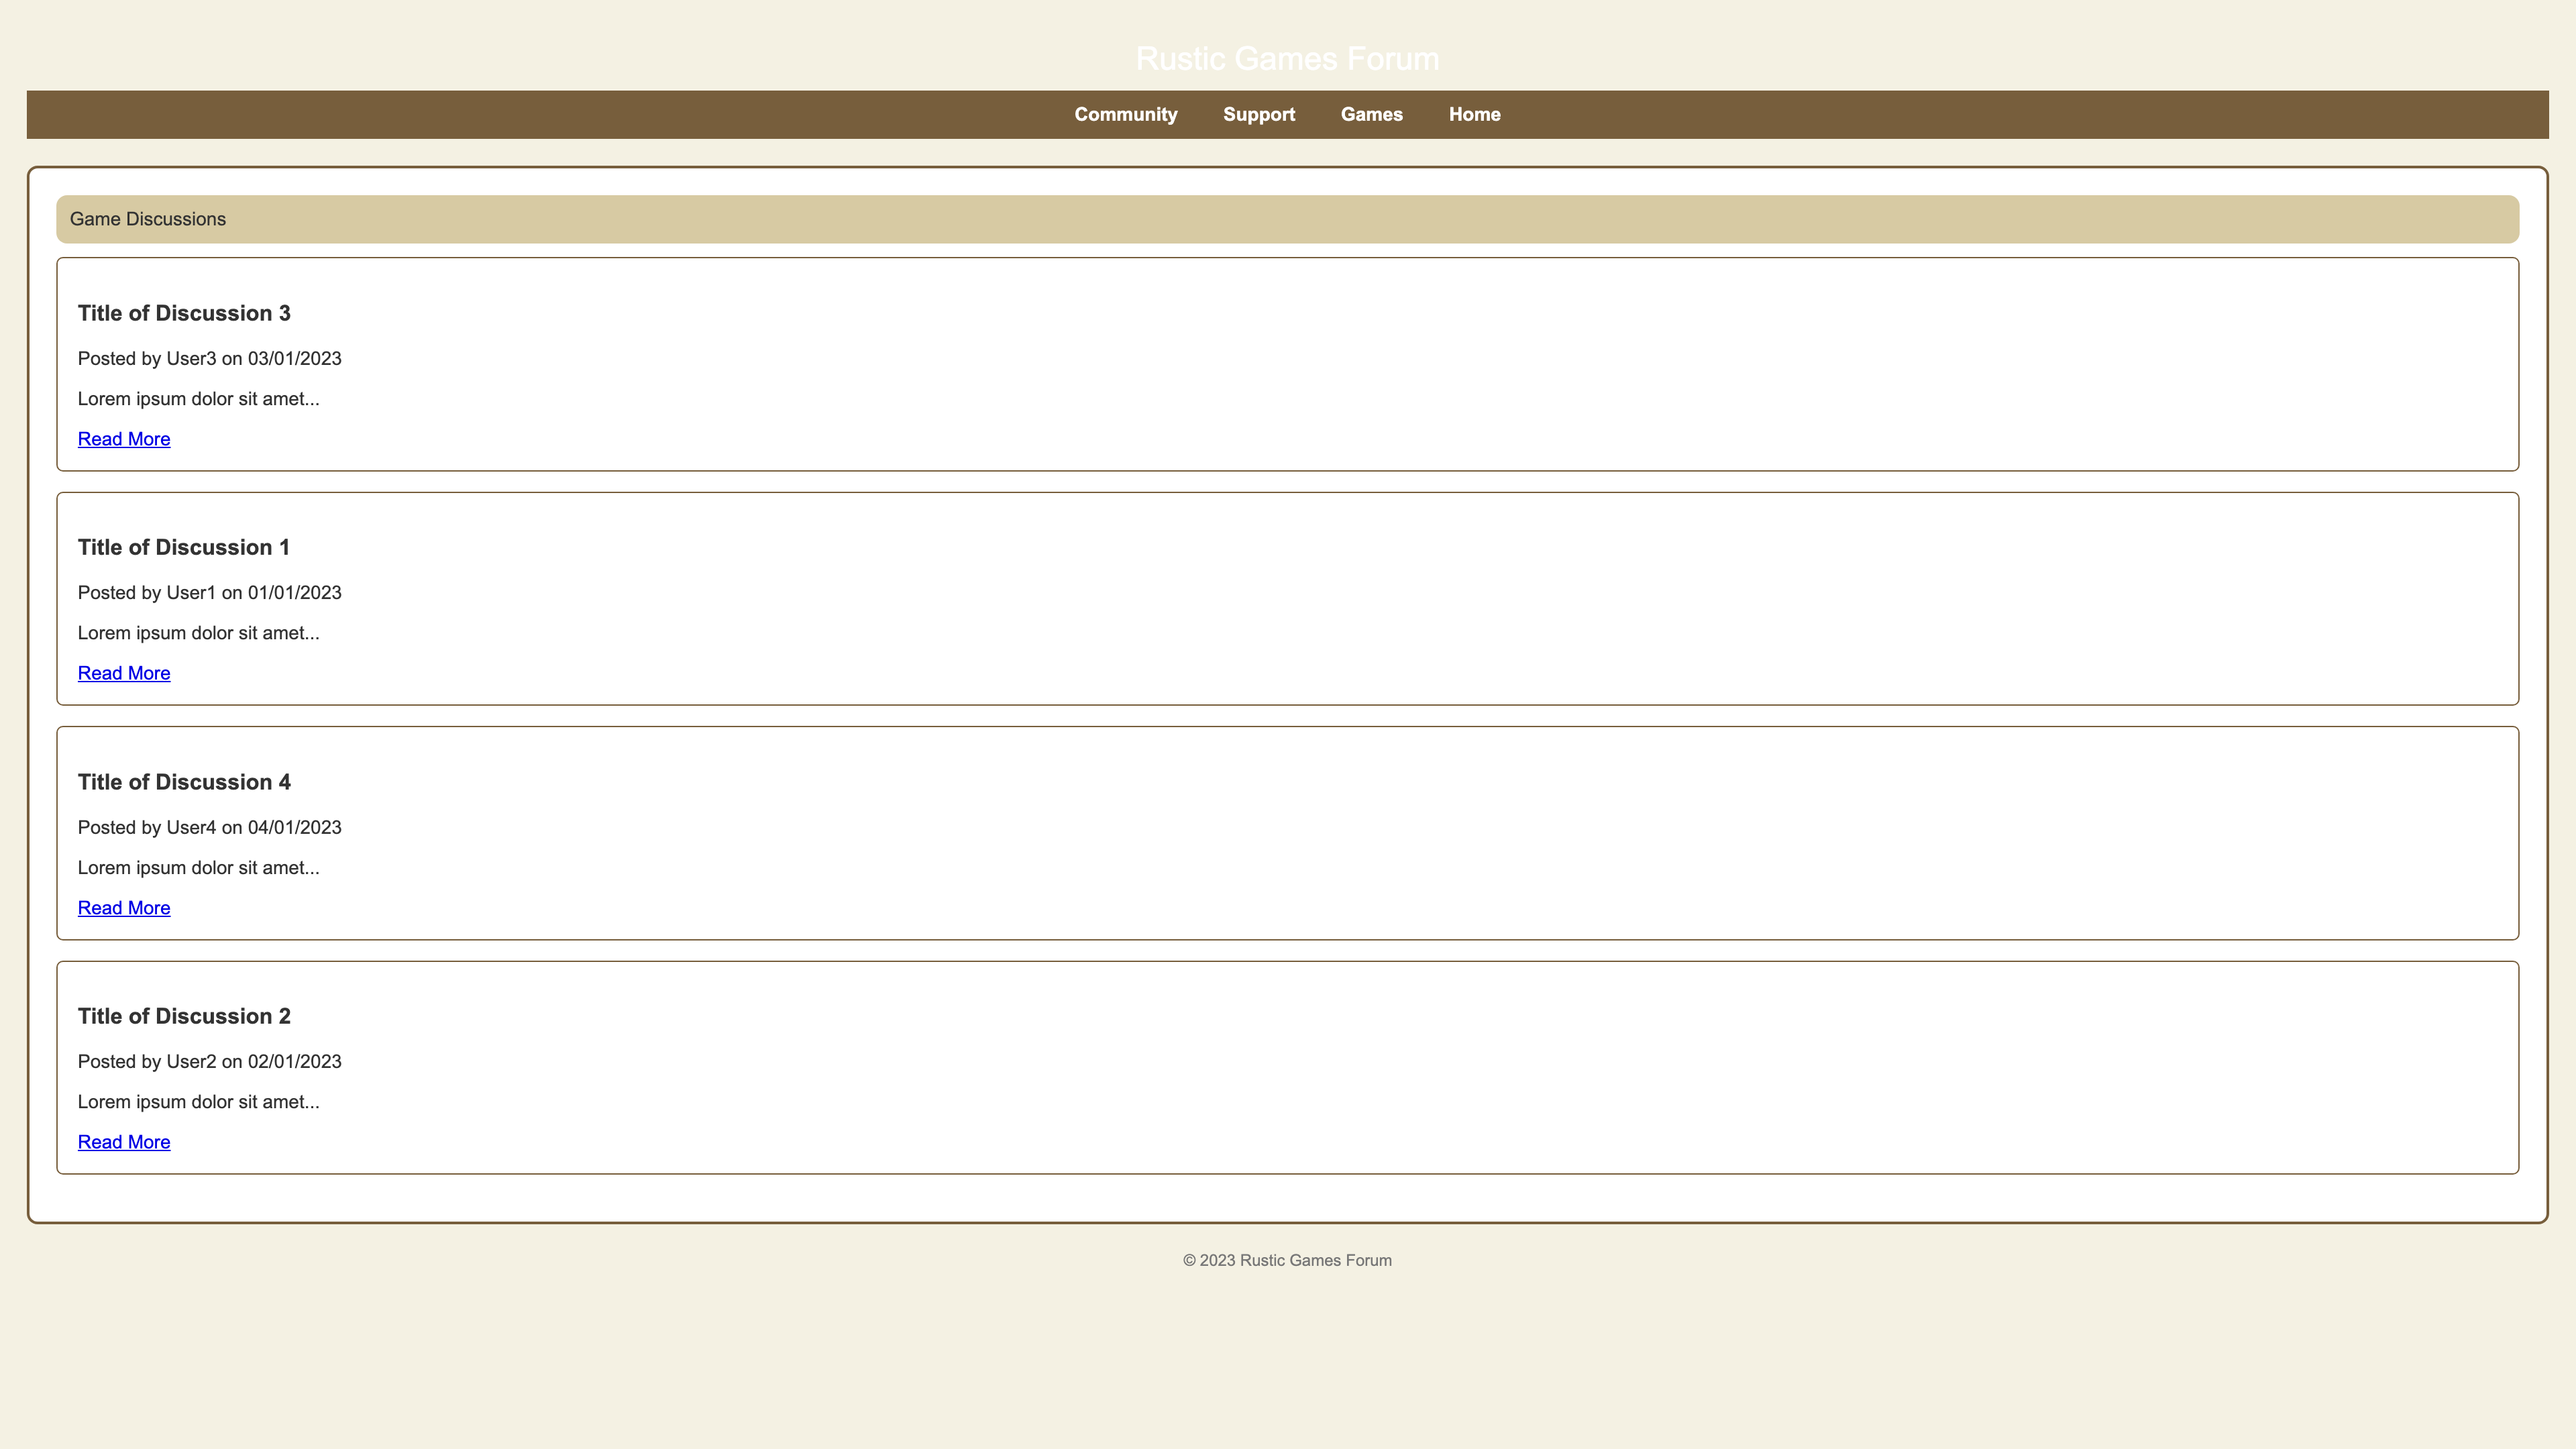 Rustic Games Forum
Community Support Games Home
Game Discussions
Title of Discussion 3
Posted by User3 on 03/01/2023
Lorem ipsum dolor sit amet...
Read More
Title of Discussion 1
Posted by User1 on 01/01/2023
Lorem ipsum dolor sit amet...
Read More
Title of Discussion 4
Posted by User4 on 04/01/2023
Lorem ipsum dolor sit amet...
Read More
Title of Discussion 2
Posted by User2 on 02/01/2023
Lorem ipsum dolor sit amet...
Read More
© 2023 Rustic Games Forum